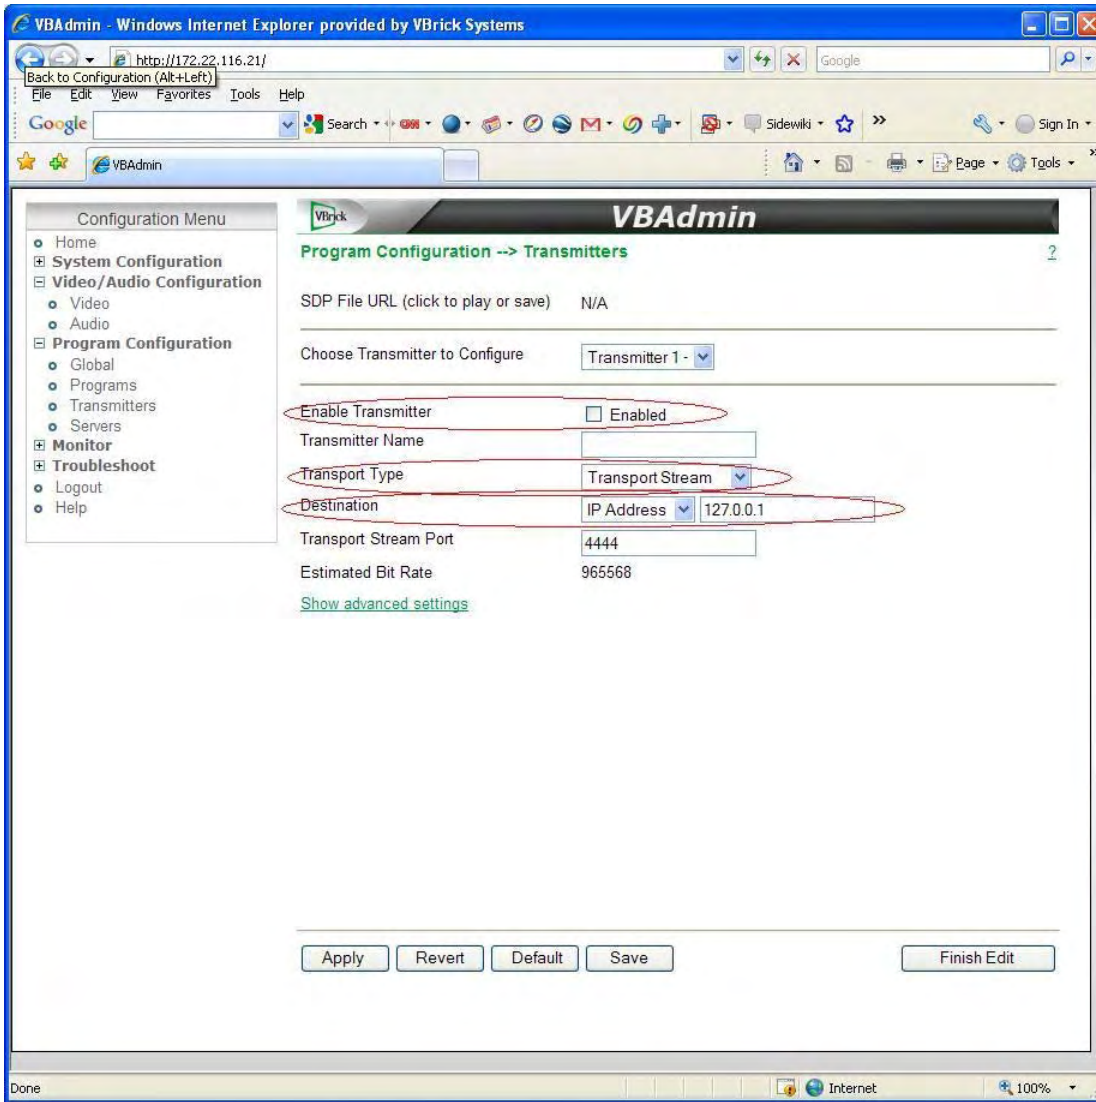 VBAdmin - Windows Internet Explorer provided by VBrick Systems
http://172.22.116.21/
Google
Back to Configuration (Alt+Left)
File Edit View Favorites Tools Help
Google Search Sidewiki Sign In
VBAdmin Page Tools
Configuration Menu
Home
System Configuration
Video/Audio Configuration
Video
Audio
Program Configuration
Global
Programs
Transmitters
Servers
Monitor
Troubleshoot
Logout
Help
VBrick VBAdmin
Program Configuration --> Transmitters ?
SDP File URL (click to play or save) N/A
Choose Transmitter to Configure Transmitter 1 -
Enable Transmitter Enabled
Transmitter Name
Transport Type Transport Stream
Destination IP Address 127.0.0.1
Transport Stream Port 4444
Estimated Bit Rate 965568
Show advanced settings
Apply Revert Default Save Finish Edit
Done Internet 100%